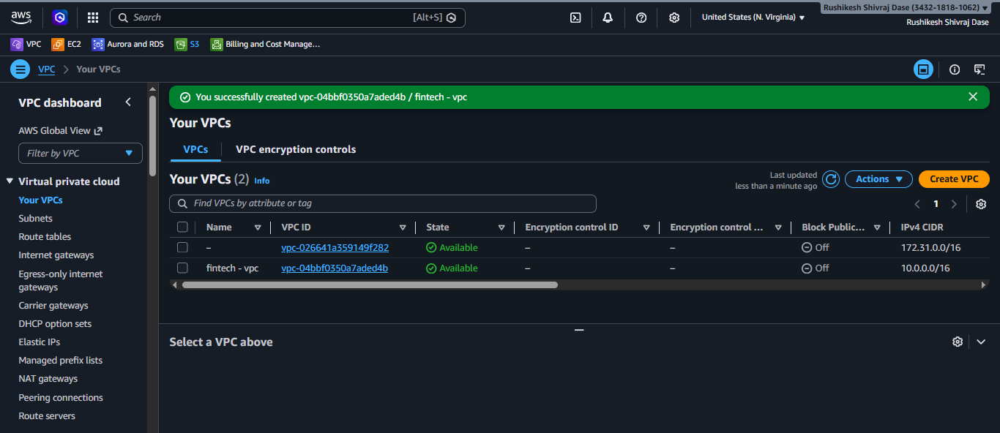 Rushikesh Shivraj Dase (3432-1818-1062)
aws Search [Alt+S] United States (N. Virginia) Rushikesh Shivraj Dase
VPC EC2 Aurora and RDS S3 Billing and Cost Manage...
VPC Your VPCs
VPC dashboard
AWS Global View
Filter by VPC
Virtual private cloud
Your VPCs
Subnets
Route tables
Internet gateways
Egress-only internet
gateways
Carrier gateways
DHCP option sets
Elastic IPs
Managed prefix lists
NAT gateways
Peering connections
Route servers
You successfully created vpc-04bbf0350a7aded4b / fintech - vpc
Your VPCs
VPCs VPC encryption controls
Your VPCs (2) Info
Last updated
less than a minute ago
Actions Create VPC
Find VPCs by attribute or tag
1
Name VPC ID State Encryption control ID Encryption control ... Block Public... IPv4 CIDR
– vpc-026641a359149f282 Available – – Off 172.31.0.0/16
fintech - vpc vpc-04bbf0350a7aded4b Available – – Off 10.0.0.0/16
Select a VPC above